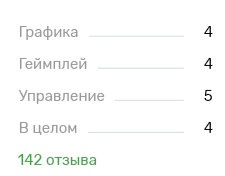 Графика 4
Геймплей 4
Управление 5
В целом 4
142 отзыва